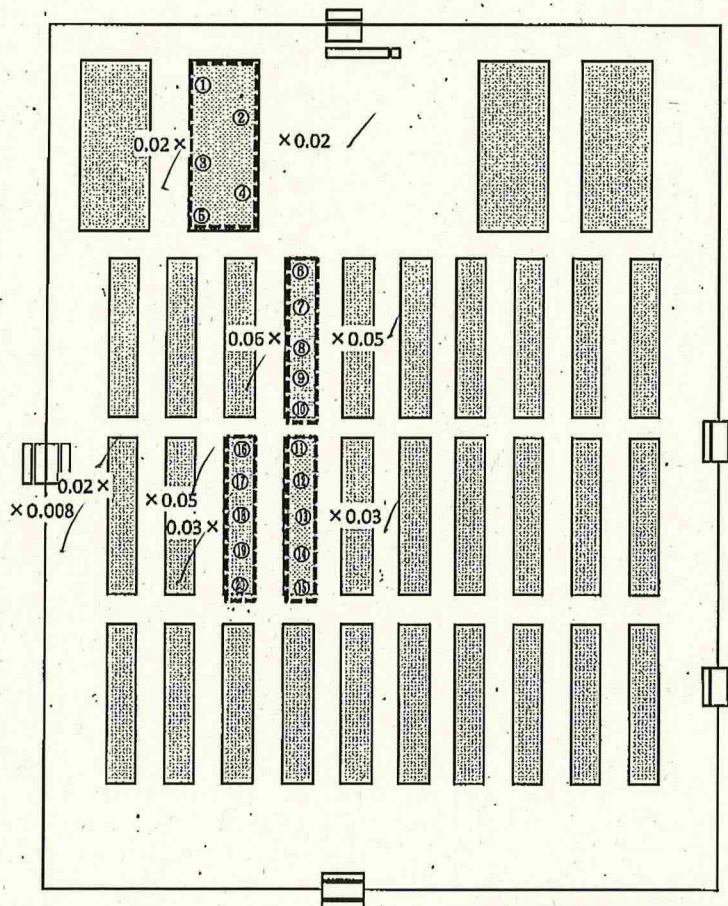 ①
②
0.02 × × 0.02
③
④
⑤
⑥
⑦
0.06 × × 0.05
⑧
⑨
⑩
⑯ ⑪
0.02 × ⑰ ⑫
× 0.008 × 0.05
0.03 × ⑱ ⑬ × 0.03
⑲ ⑭
⑳ ⑮